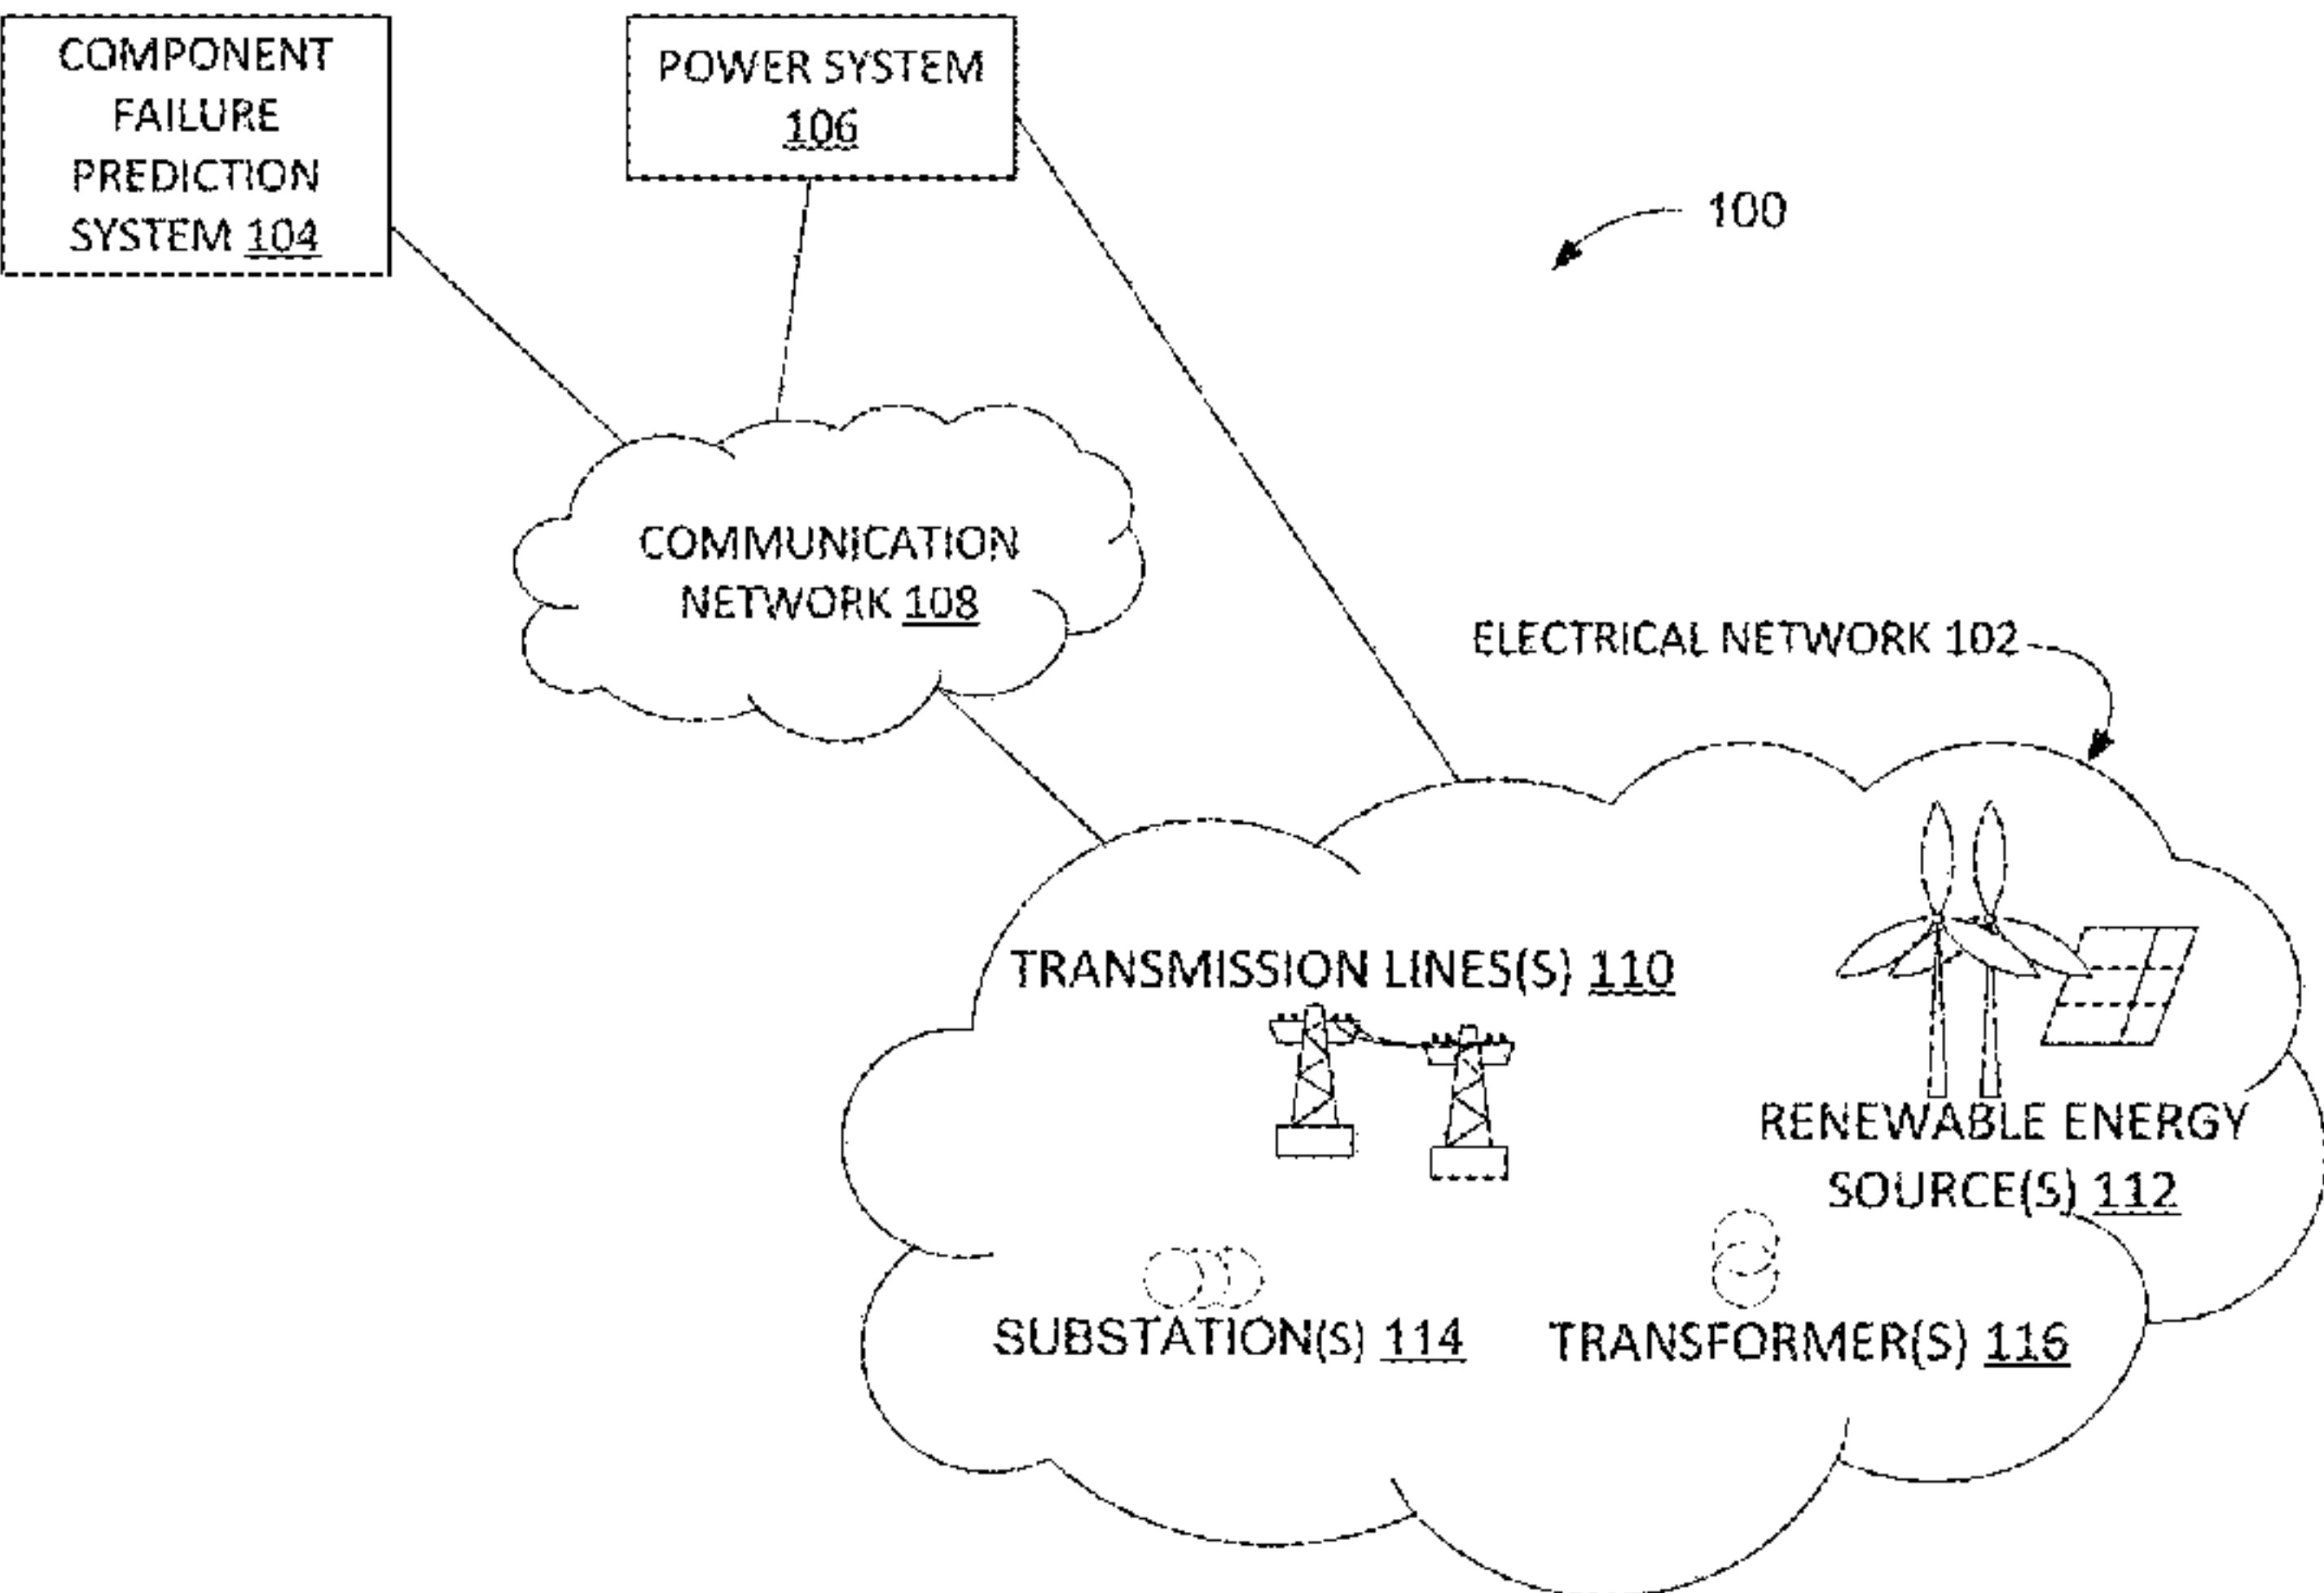 COMPONENT
FAILURE
PREDICTION
SYSTEM 104
POWER SYSTEM
106
100
COMMUNICATION
NETWORK 108
ELECTRICAL NETWORK 102
TRANSMISSION LINES(S) 110
RENEWABLE ENERGY
SOURCE(S) 112
SUBSTATION(S) 114
TRANSFORMER(S) 116